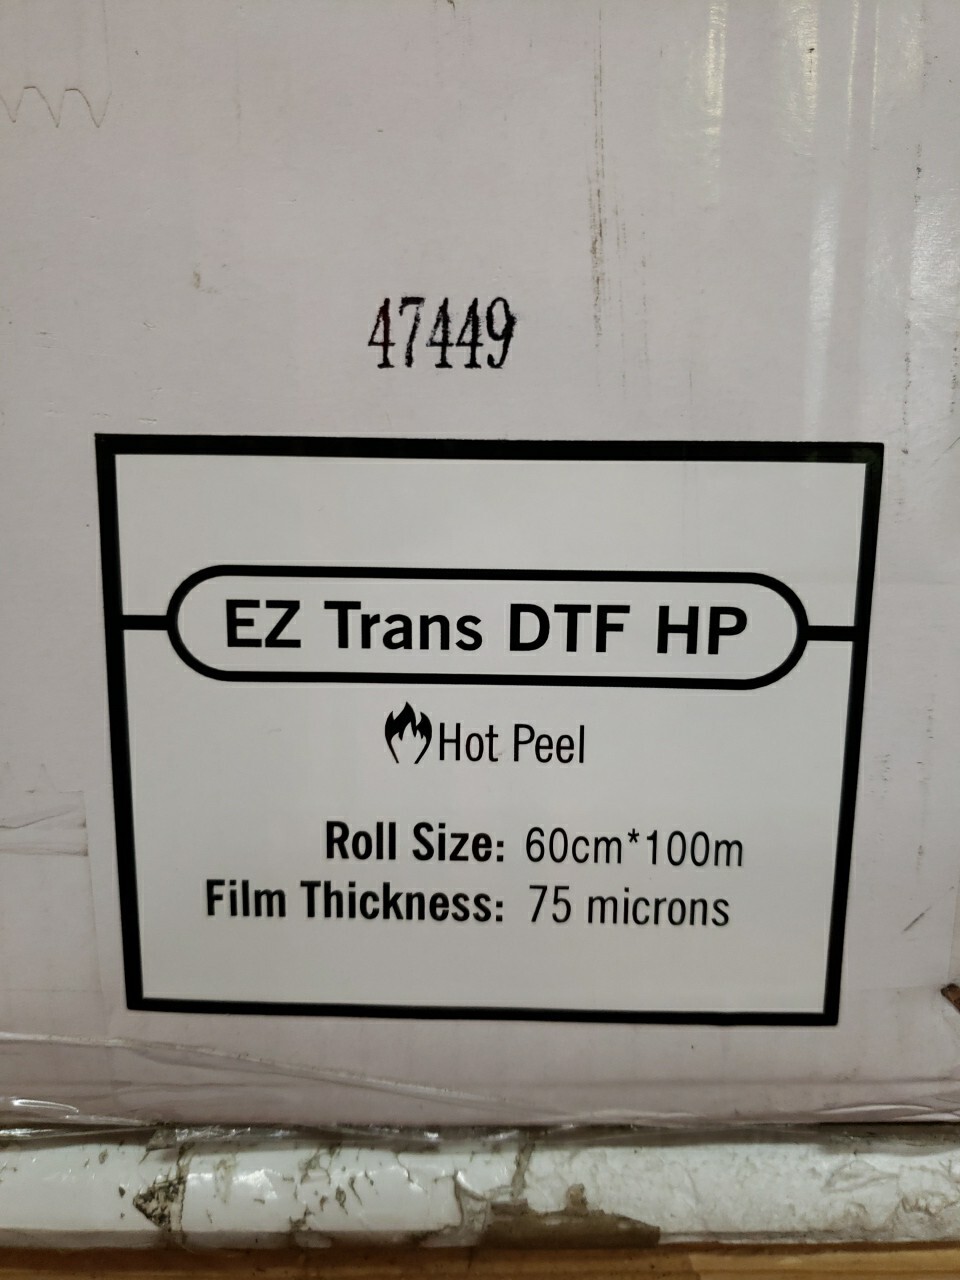 47449
EZ Trans DTF HP
Hot Peel
Roll Size: 60cm*100m
Film Thickness: 75 microns